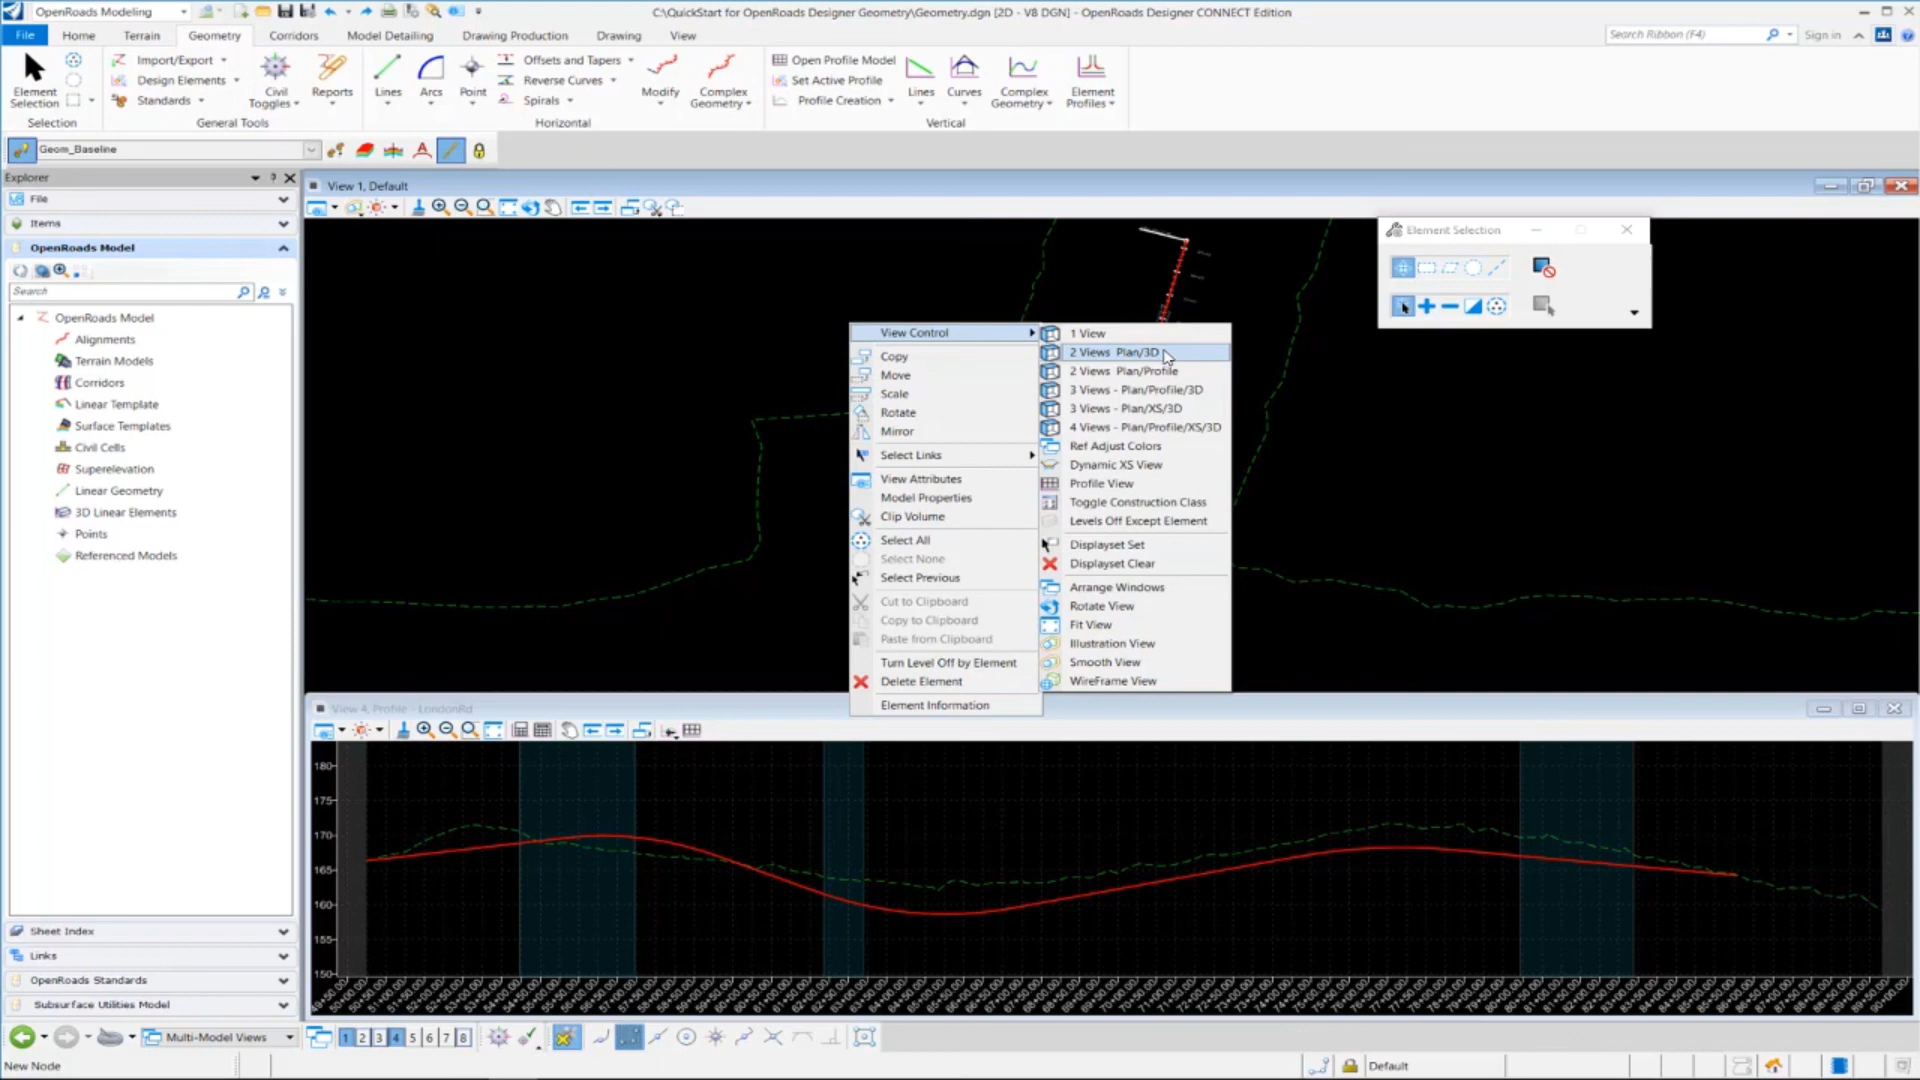 OpenRoads Modeling
C:\QuickStart for OpenRoads Designer Geometry\Geometry.dgn [2D - V8 DGN] - OpenRoads Designer CONNECT Edition
File
Home
Terrain
Geometry
Corridors
Model Detailing
Drawing Production
Drawing
View
Search Ribbon (F4)
Sign in
Element Selection
Selection
Import/Export
Design Elements
Standards
Civil Toggles
Reports
General Tools
Lines
Arcs
Point
Offsets and Tapers
Reverse Curves
Spirals
Modify
Complex Geometry
Horizontal
Open Profile Model
Set Active Profile
Profile Creation
Lines
Curves
Complex Geometry
Element Profiles
Vertical
Geom_Baseline
Explorer
File
Items
OpenRoads Model
Search
OpenRoads Model
Alignments
Terrain Models
Corridors
Linear Template
Surface Templates
Civil Cells
Superelevation
Linear Geometry
3D Linear Elements
Points
Referenced Models
Sheet Index
Links
OpenRoads Standards
Subsurface Utilities Model
View 1, Default
Element Selection
View Control
Copy
Move
Scale
Rotate
Mirror
Select Links
View Attributes
Model Properties
Clip Volume
Select All
Select None
Select Previous
Cut to Clipboard
Copy to Clipboard
Paste from Clipboard
Turn Level Off by Element
Delete Element
Element Information
1 View
2 Views Plan/3D
2 Views Plan/Profile
3 Views - Plan/Profile/3D
3 Views - Plan/XS/3D
4 Views - Plan/Profile/XS/3D
Ref Adjust Colors
Dynamic XS View
Profile View
Toggle Construction Class
Levels Off Except Element
Displayset Set
Displayset Clear
Arrange Windows
Rotate View
Fit View
Illustration View
Smooth View
WireFrame View
View 4, Profile - LondonRd
180
175
170
165
160
155
150
Multi-Model Views
1 2 3 4 5 6 7 8
New Node
Default